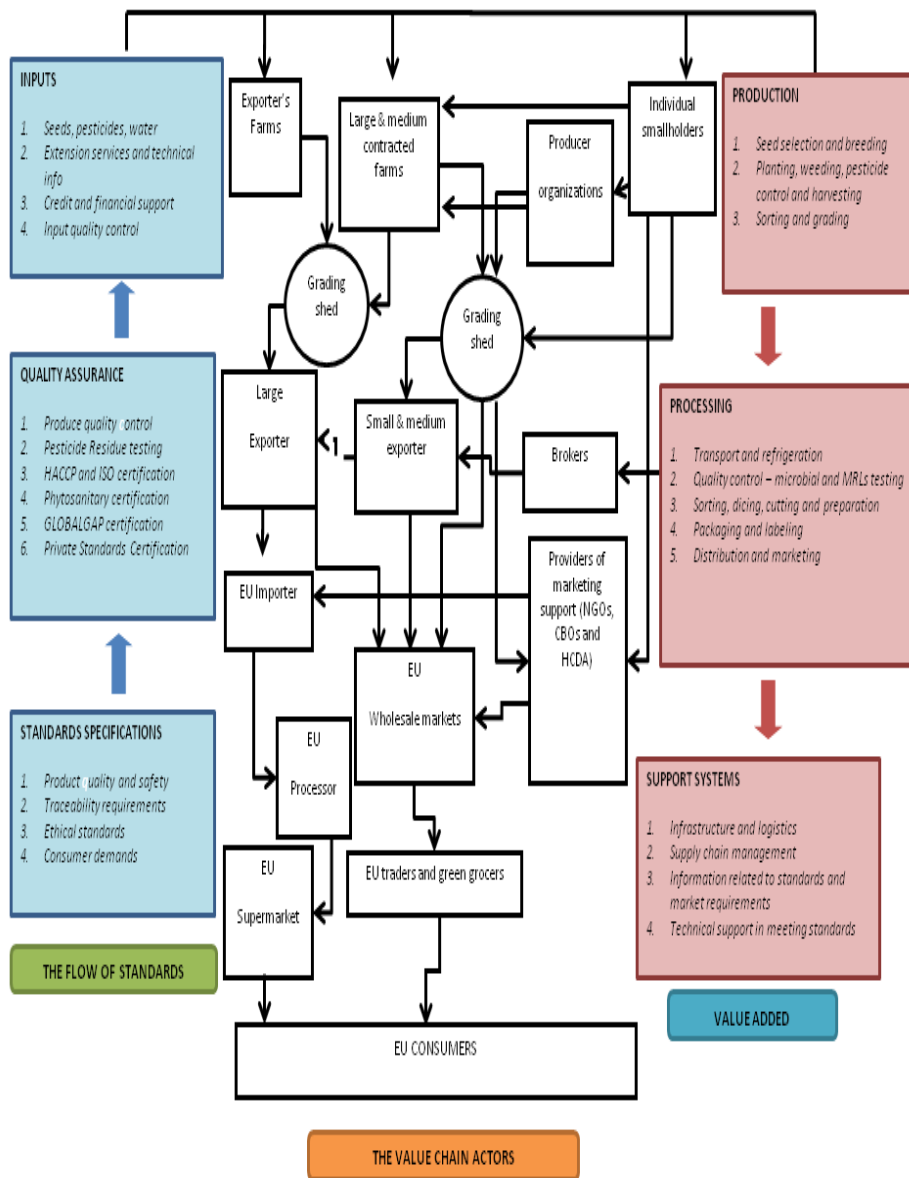 INPUTS
1. Seeds, pesticides, water
2. Extension services and technical
info
3. Credit and financial support
4. Input quality control
QUALITY ASSURANCE
1. Produce quality control
2. Pesticide Residue testing
3. HACCP and ISO certification
4. Phytosanitary certification
5. GLOBALGAP certification
6. Private Standards Certification
STANDARDS SPECIFICATIONS
1. Product quality and safety
2. Traceability requirements
3. Ethical standards
4. Consumer demands
THE FLOW OF STANDARDS
Exporter's
Farms
Large & medium
contracted
farms
Producer
organizations
Individual
smallholders
Grading
shed
Grading
shed
Large
Exporter
1
Small & medium
exporter
Brokers
EU Importer
Providers of
marketing
support (NGOs,
CBOs and
HCDA)
EU
Wholesale markets
EU
Processor
EU
Supermarket
EU traders and green grocers
EU CONSUMERS
THE VALUE CHAIN ACTORS
PRODUCTION
1. Seed selection and breeding
2. Planting, weeding, pesticide
control and harvesting
3. Sorting and grading
PROCESSING
1. Transport and refrigeration
2. Quality control – microbial and MRLs testing
3. Sorting, dicing, cutting and preparation
4. Packaging and labeling
5. Distribution and marketing
SUPPORT SYSTEMS
1. Infrastructure and logistics
2. Supply chain management
3. Information related to standards and
market requirements
4. Technical support in meeting standards
VALUE ADDED